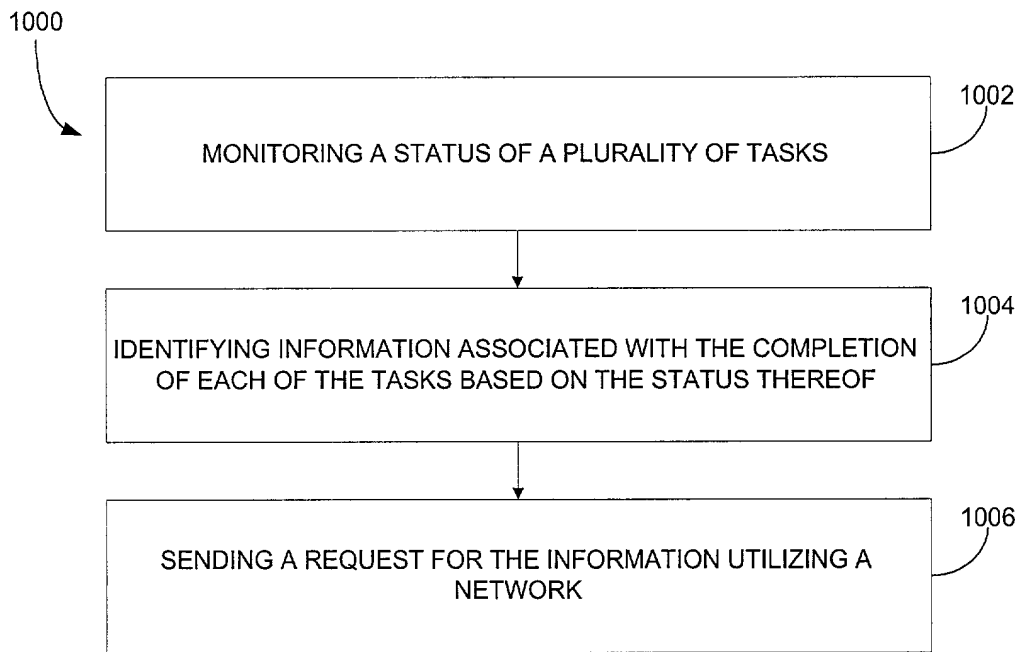 1000
1002
MONITORING A STATUS OF A PLURALITY OF TASKS
1004
IDENTIFYING INFORMATION ASSOCIATED WITH THE COMPLETION
OF EACH OF THE TASKS BASED ON THE STATUS THEREOF
1006
SENDING A REQUEST FOR THE INFORMATION UTILIZING A
NETWORK